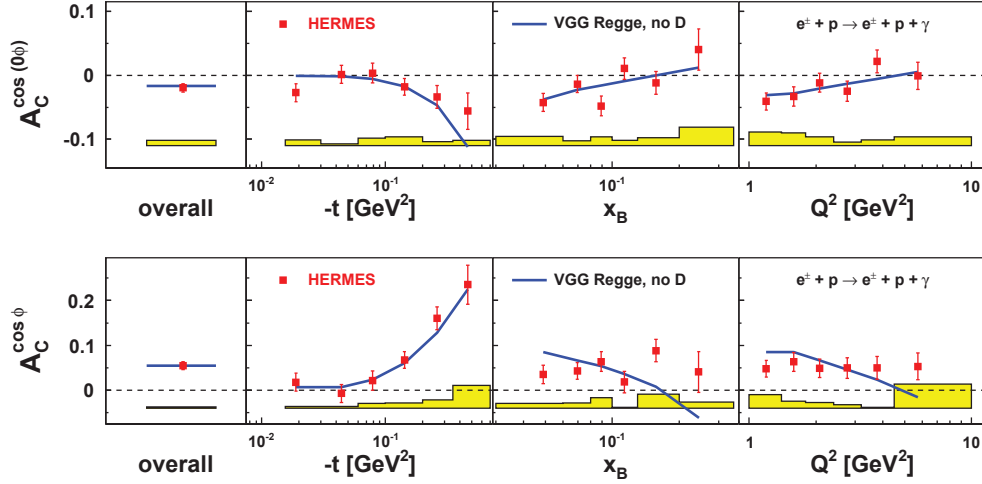 A_C^cos (0ϕ)
0.1
0
-0.1
HERMES
VGG Regge, no D
e± + p → e± + p + γ
10⁻² 10⁻¹ 10⁻¹ 1 10
overall -t [GeV²] x_B Q² [GeV²]
A_C^cos ϕ
0.2
0.1
0
HERMES
VGG Regge, no D
e± + p → e± + p + γ
10⁻² 10⁻¹ 10⁻¹ 1 10
overall -t [GeV²] x_B Q² [GeV²]